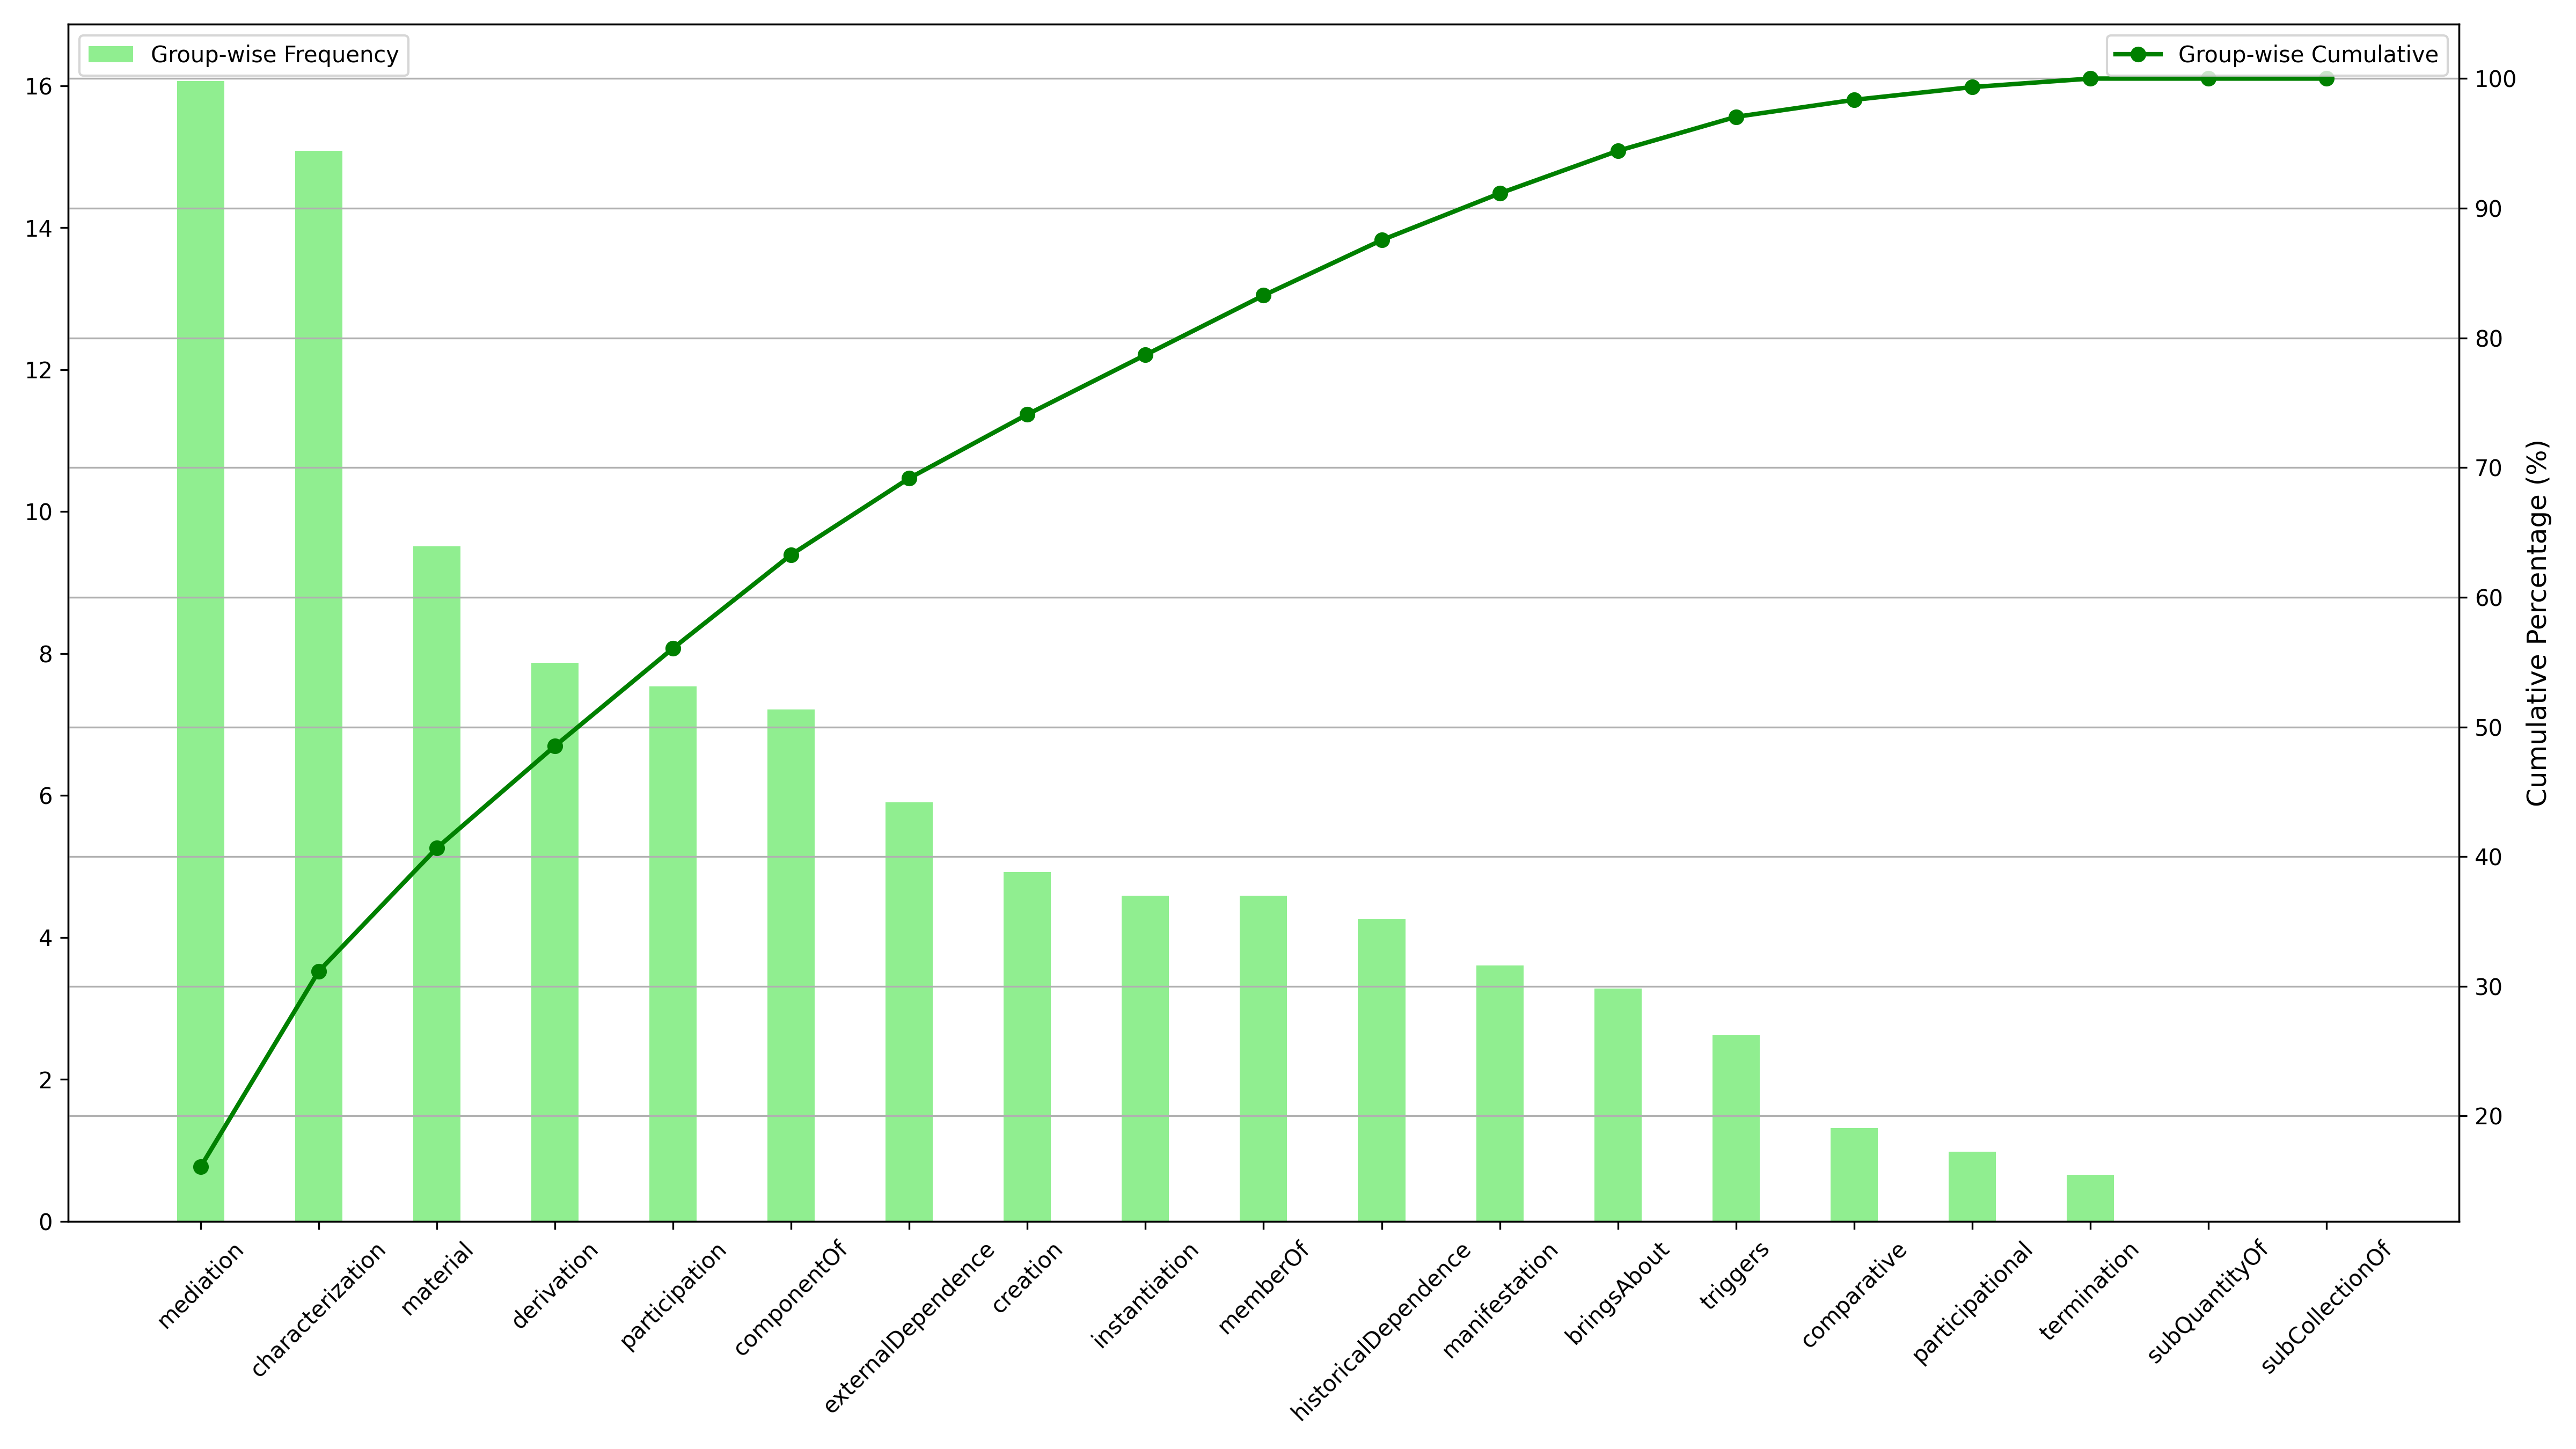 Group-wise Frequency
Group-wise Cumulative
16
14
12
10
8
6
4
2
0
100
90
80
70
60
50
40
30
20
Cumulative Percentage (%)
mediation
characterization
material
derivation
participation
componentOf
externalDependence
creation
instantiation
memberOf
historicalDependence
manifestation
bringsAbout
triggers
comparative
participational
termination
subQuantityOf
subCollectionOf